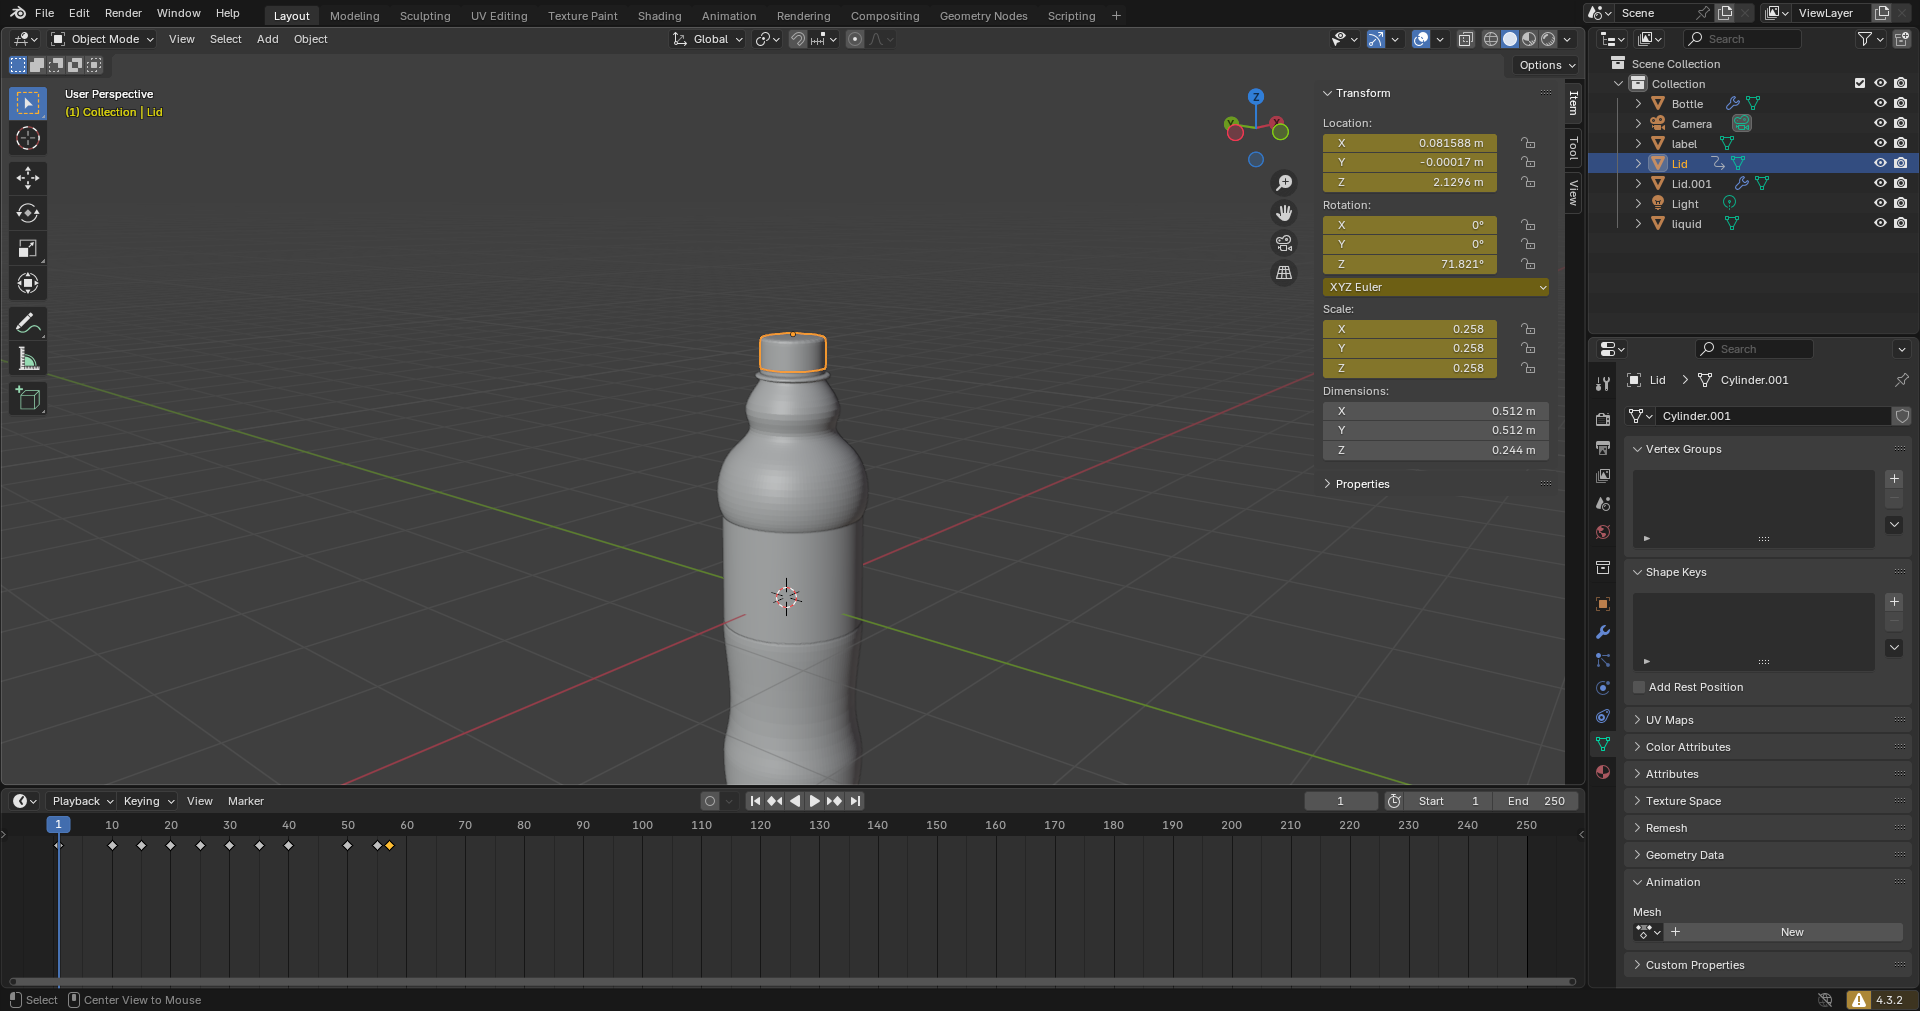 File Edit Render Window Help Layout Modeling Sculpting UV Editing Texture Paint Shading Animation Rendering Compositing Geometry Nodes Scripting Scene ViewLayer
Object Mode View Select Add Object Global Search
Options
User Perspective
(1) Collection | Lid
Z
Y
X
Transform
Location:
X 0.081588 m
Y -0.00017 m
Z 2.1296 m
Rotation:
X 0°
Y 0°
Z 71.821°
XYZ Euler
Scale:
X 0.258
Y 0.258
Z 0.258
Dimensions:
X 0.512 m
Y 0.512 m
Z 0.244 m
Properties
Item
Tool
View
Scene Collection
Collection
Bottle
Camera
label
Lid
Lid.001
Light
liquid
Search
Lid Cylinder.001
Cylinder.001
Vertex Groups
Shape Keys
Add Rest Position
UV Maps
Color Attributes
Attributes
Texture Space
Remesh
Geometry Data
Animation
Mesh
New
Custom Properties
Playback Keying View Marker 1 Start 1 End 250
1 10 20 30 40 50 60 70 80 90 100 110 120 130 140 150 160 170 180 190 200 210 220 230 240 250
Select Center View to Mouse 4.3.2